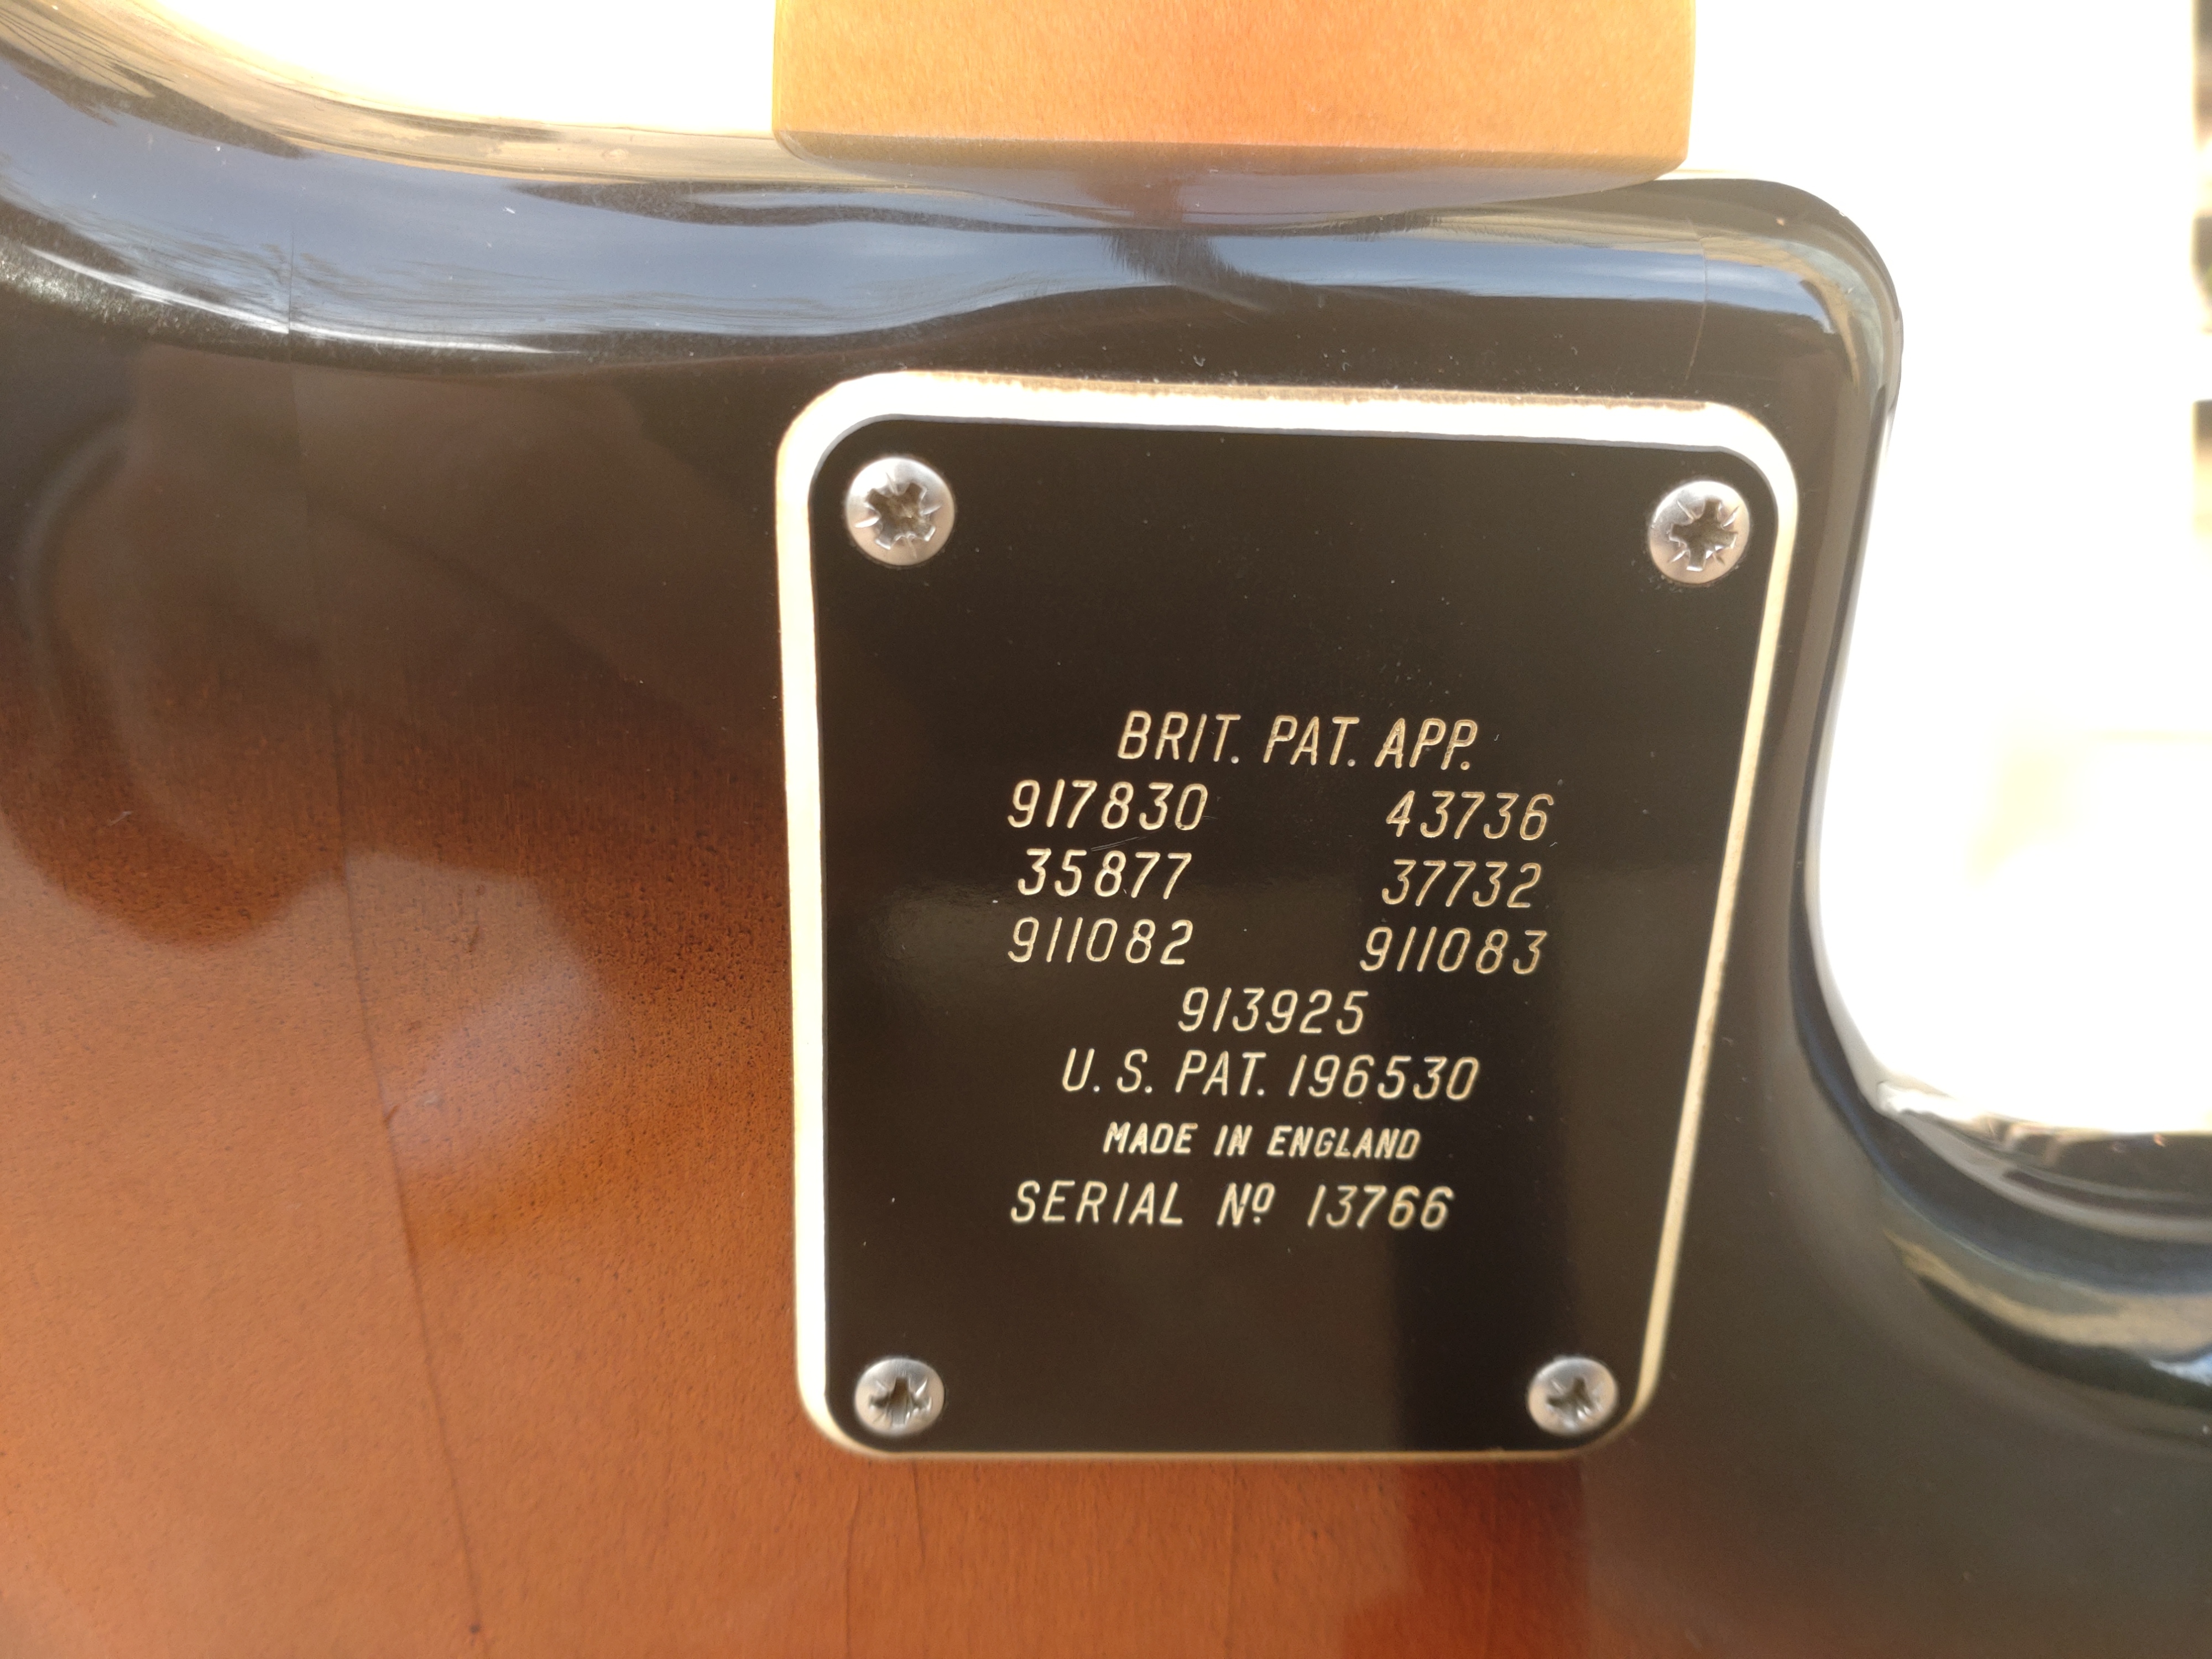 BRIT. PAT. APP.
917830 43736
35877 37732
911082 911083
913925
U.S. PAT. 196530
MADE IN ENGLAND
SERIAL Nº 13766